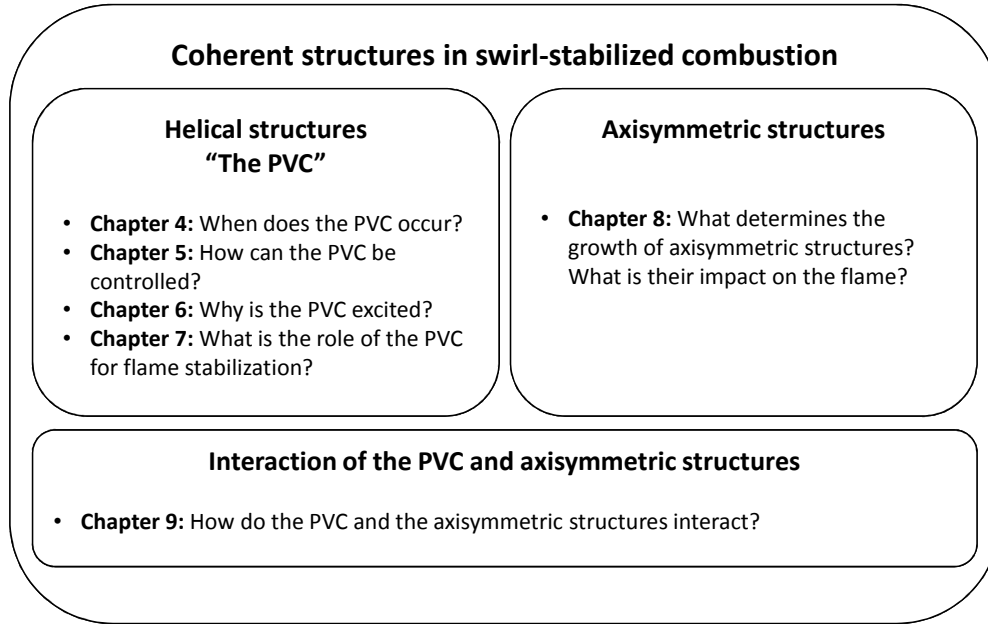 Coherent structures in swirl-stabilized combustion
Helical structures
“The PVC”
• Chapter 4: When does the PVC occur?
• Chapter 5: How can the PVC be
controlled?
• Chapter 6: Why is the PVC excited?
• Chapter 7: What is the role of the PVC
for flame stabilization?
Axisymmetric structures
• Chapter 8: What determines the
growth of axisymmetric structures?
What is their impact on the flame?
Interaction of the PVC and axisymmetric structures
• Chapter 9: How do the PVC and the axisymmetric structures interact?